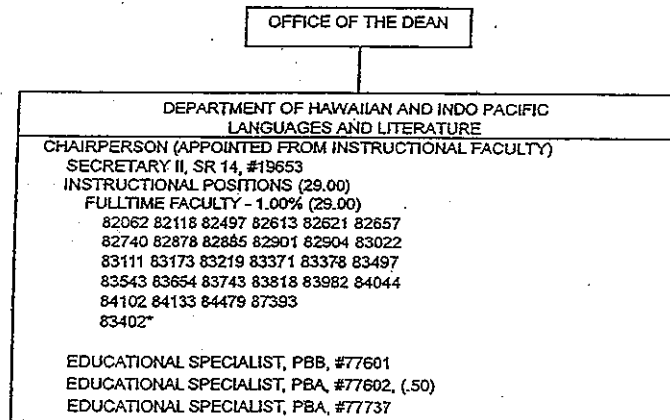 OFFICE OF THE DEAN
DEPARTMENT OF HAWAIIAN AND INDO PACIFIC
LANGUAGES AND LITERATURE
CHAIRPERSON (APPOINTED FROM INSTRUCTIONAL FACULTY)
SECRETARY II, SR 14, #19653
INSTRUCTIONAL POSITIONS (29.00)
FULLTIME FACULTY - 1.00% (29.00)
82062 82118 82497 82613 82621 82657
82740 82878 82885 82901 82904 83022
83111 83173 83219 83371 83378 83497
83543 83654 83743 83818 83982 84044
84102 84133 84479 87393
83402*
EDUCATIONAL SPECIALIST, PBB, #77601
EDUCATIONAL SPECIALIST, PBA, #77602, (.50)
EDUCATIONAL SPECIALIST, PBA, #77737